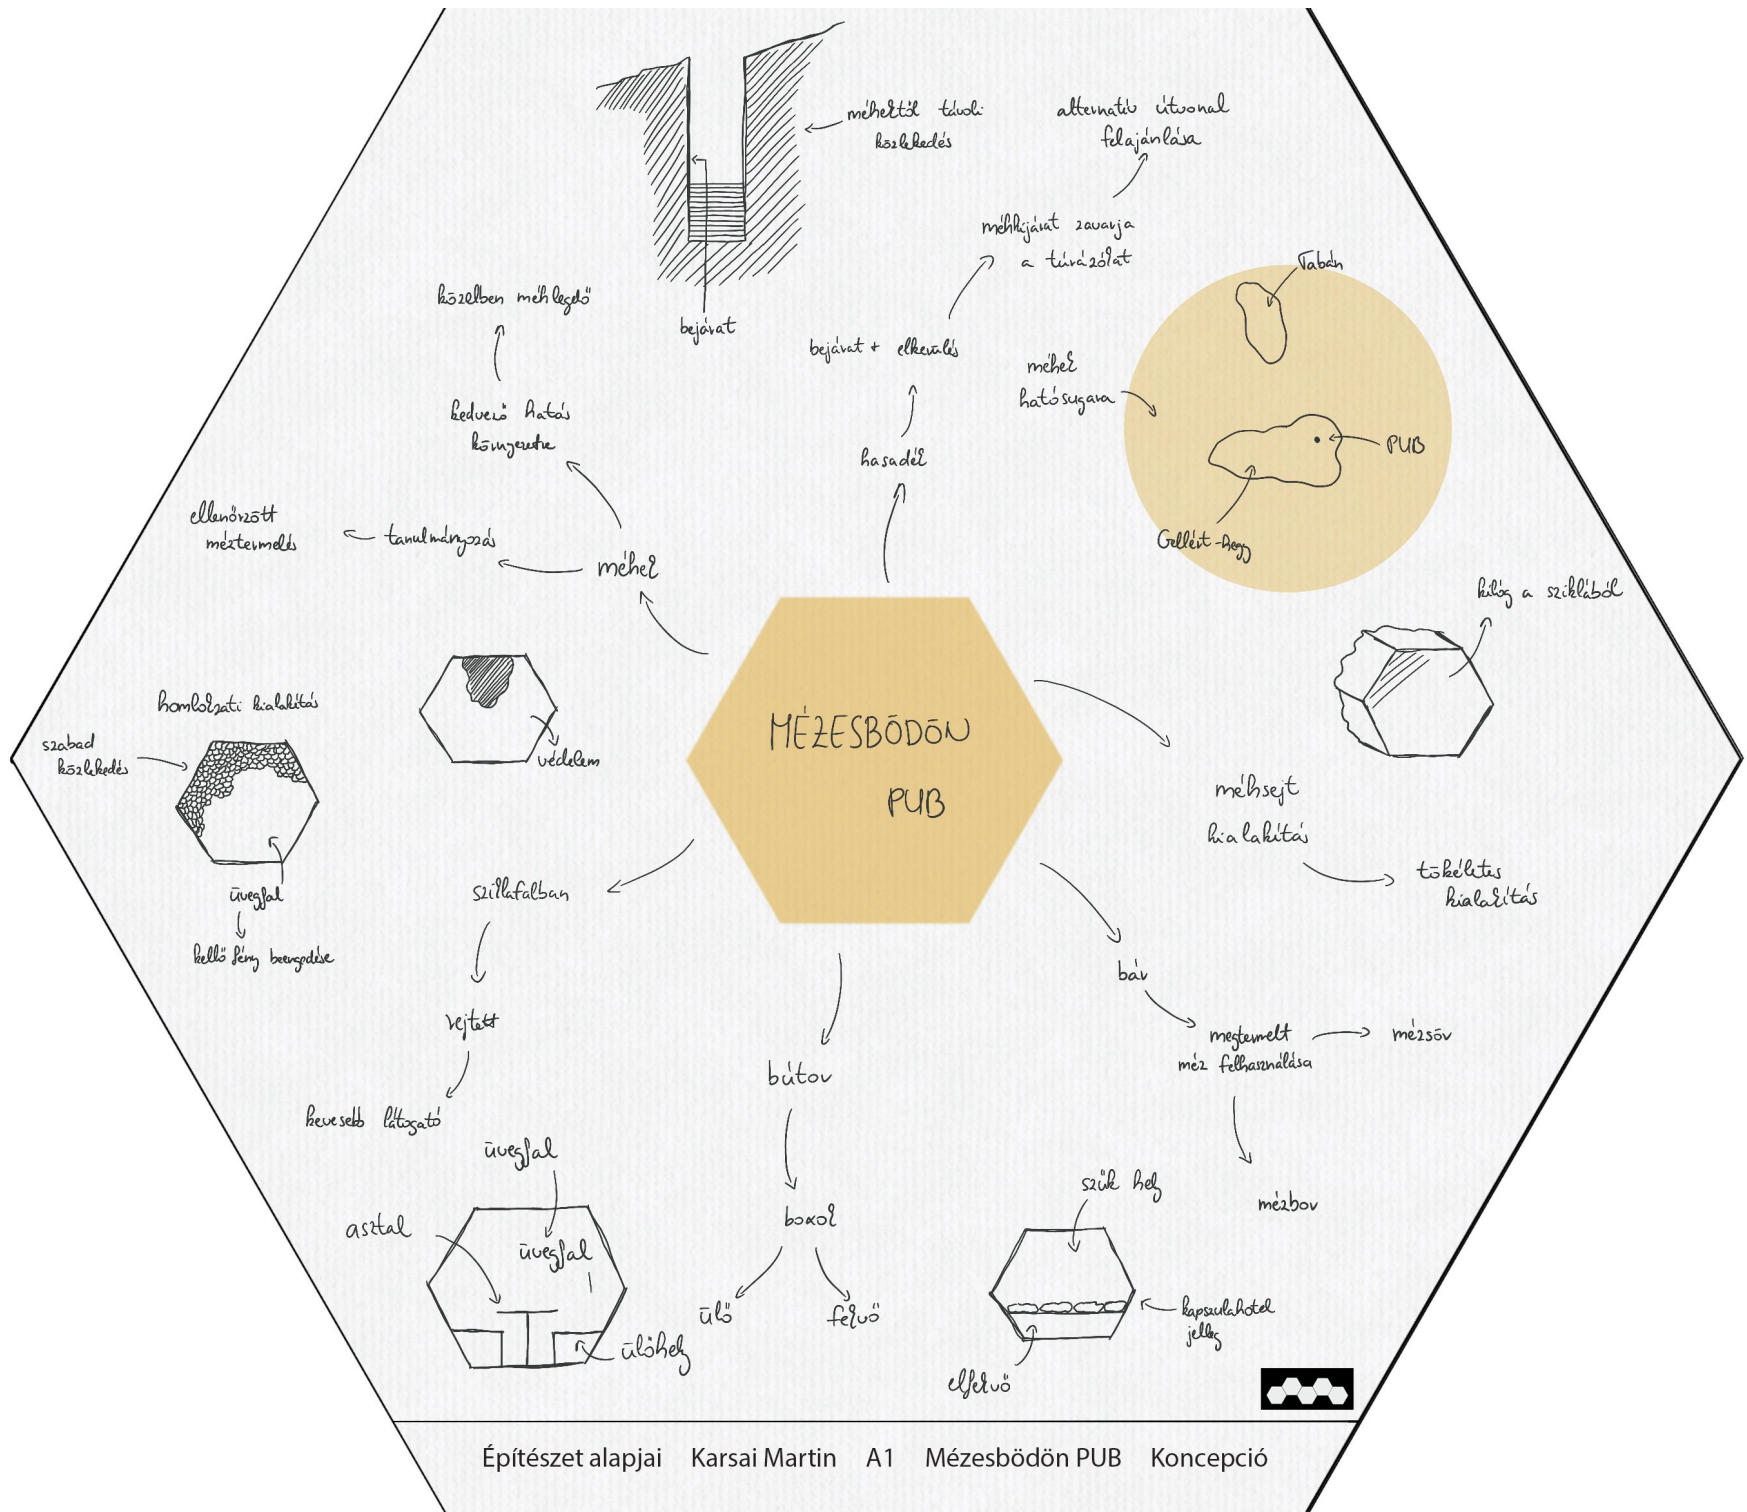 méhektől távoli
közlekedés
alternatív útvonal
felajánlása
méhkijárat zavarja
a túrázókat
Tabán
közelben méhlegelő
bejárat
bejárat + elkerülés
méhek
hatósugara
kedvező hatás
környezetre
PUB
hasadék
ellenőrzött
méztermelés
tanulmányozás
méhek
Gellért-hegy
kilóg a sziklából
homlokzati kialakítás
szabad
közlekedés
védelem
MÉZESBÖDÖN
PUB
méhsejt
kialakítás
üvegfal
kellő fény beengedése
sziklafalban
tökéletes
kialakítás
bár
rejtett
megtermelt
méz felhasználása
mézsör
bútor
kevesebb látogató
üvegfal
szűk hely
mézbor
asztal
üvegfal
boxok
ülő
fekvő
kapszulahotel
jelleg
ülőhely
elfekvő
Építészet alapjai Karsai Martin A1 Mézesbödön PUB Koncepció